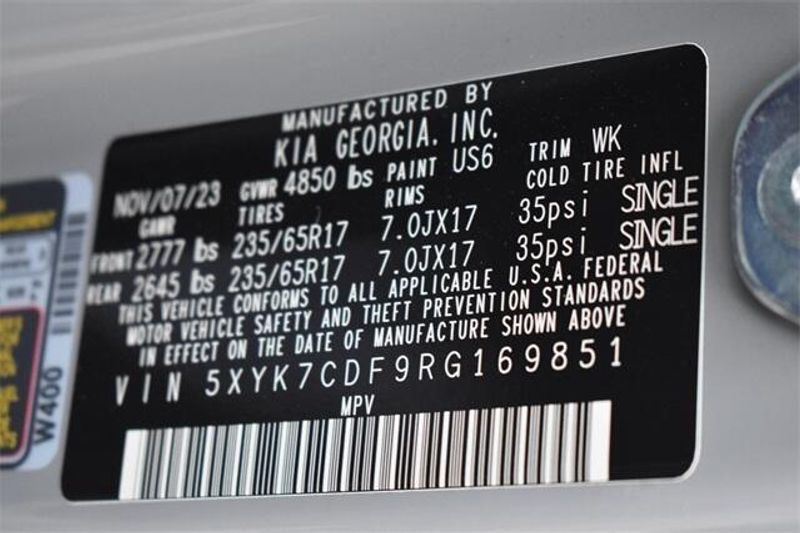 MANUFACTURED BY
KIA GEORGIA. INC.
NOV/07/23 GVWR 4850 lbs PAINT US6 TRIM WK
GAWR TIRES RIMS COLD TIRE INFL
FRONT 2777 lbs 235/65R17 7.0JX17 35psi SINGLE
REAR 2645 lbs 235/65R17 7.0JX17 35psi SINGLE
THIS VEHICLE CONFORMS TO ALL APPLICABLE U.S.A. FEDERAL
MOTOR VEHICLE SAFETY AND THEFT PREVENTION STANDARDS
IN EFFECT ON THE DATE OF MANUFACTURE SHOWN ABOVE
VIN 5XYK7CDF9RG169851
MPV
W400